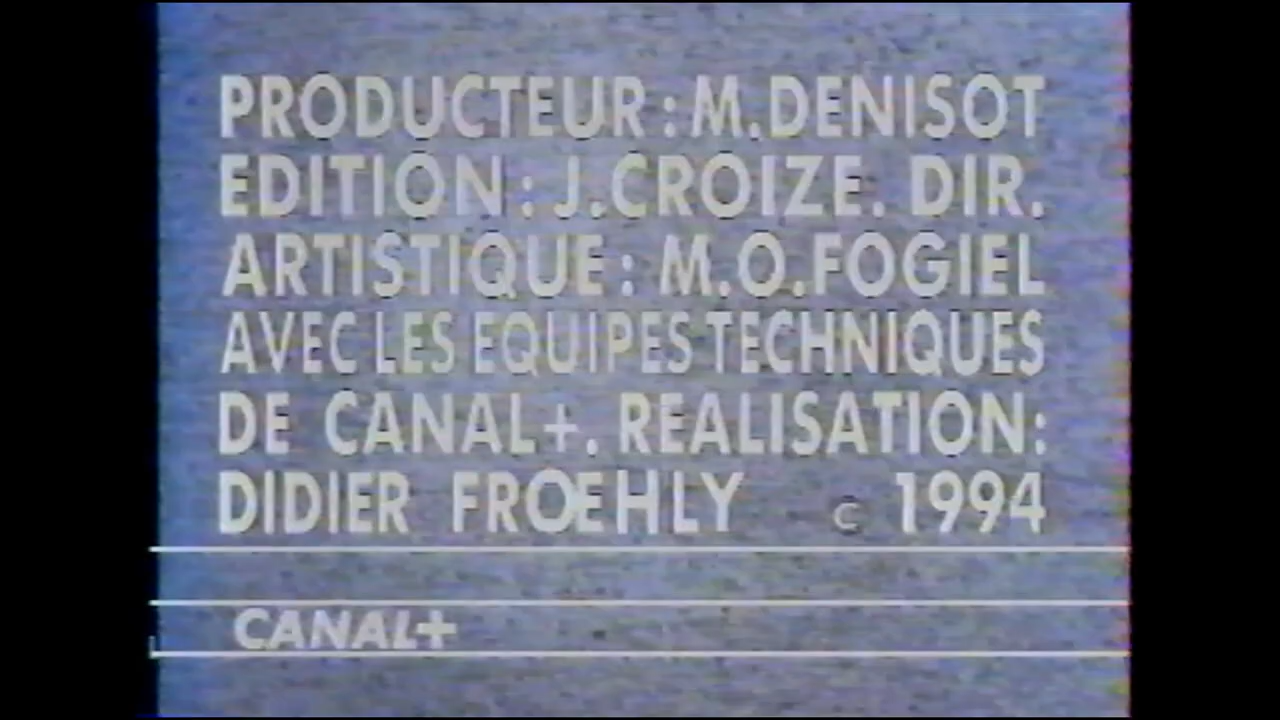 PRODUCTEUR : M.DENISOT
EDITION : J.CROIZE. DIR.
ARTISTIQUE : M.O.FOGIEL
AVEC LES EQUIPES TECHNIQUES
DE CANAL+. REALISATION:
DIDIER FROEHLY c 1994
CANAL+